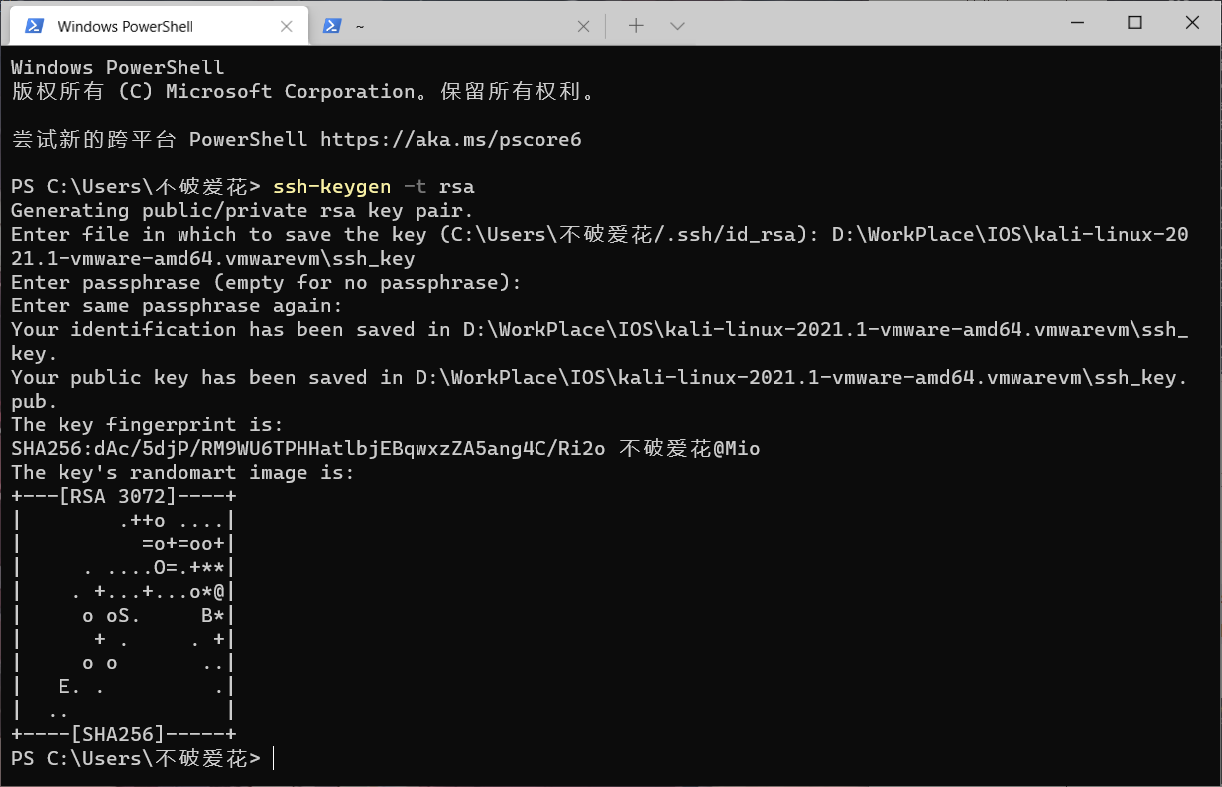 Windows PowerShell
~
Windows PowerShell
版权所有 (C) Microsoft Corporation。保留所有权利。
尝试新的跨平台 PowerShell https://aka.ms/pscore6
PS C:\Users\不破爱花> ssh-keygen -t rsa
Generating public/private rsa key pair.
Enter file in which to save the key (C:\Users\不破爱花/.ssh/id_rsa): D:\WorkPlace\IOS\kali-linux-20
21.1-vmware-amd64.vmwarevm\ssh_key
Enter passphrase (empty for no passphrase):
Enter same passphrase again:
Your identification has been saved in D:\WorkPlace\IOS\kali-linux-2021.1-vmware-amd64.vmwarevm\ssh_
key.
Your public key has been saved in D:\WorkPlace\IOS\kali-linux-2021.1-vmware-amd64.vmwarevm\ssh_key.
pub.
The key fingerprint is:
SHA256:dAc/5djP/RM9WU6TPHHatlbjEBqwxzZA5ang4C/Ri2o 不破爱花@Mio
The key's randomart image is:
+---[RSA 3072]----+
|        .++o ....|
|          =o+=oo+|
|     . ....O=.+**|
|    . +...+...o*@|
|     o oS.     B*|
|      + .     . +|
|     o o       ..|
|   E. .         .|
|  ..             |
+----[SHA256]-----+
PS C:\Users\不破爱花>